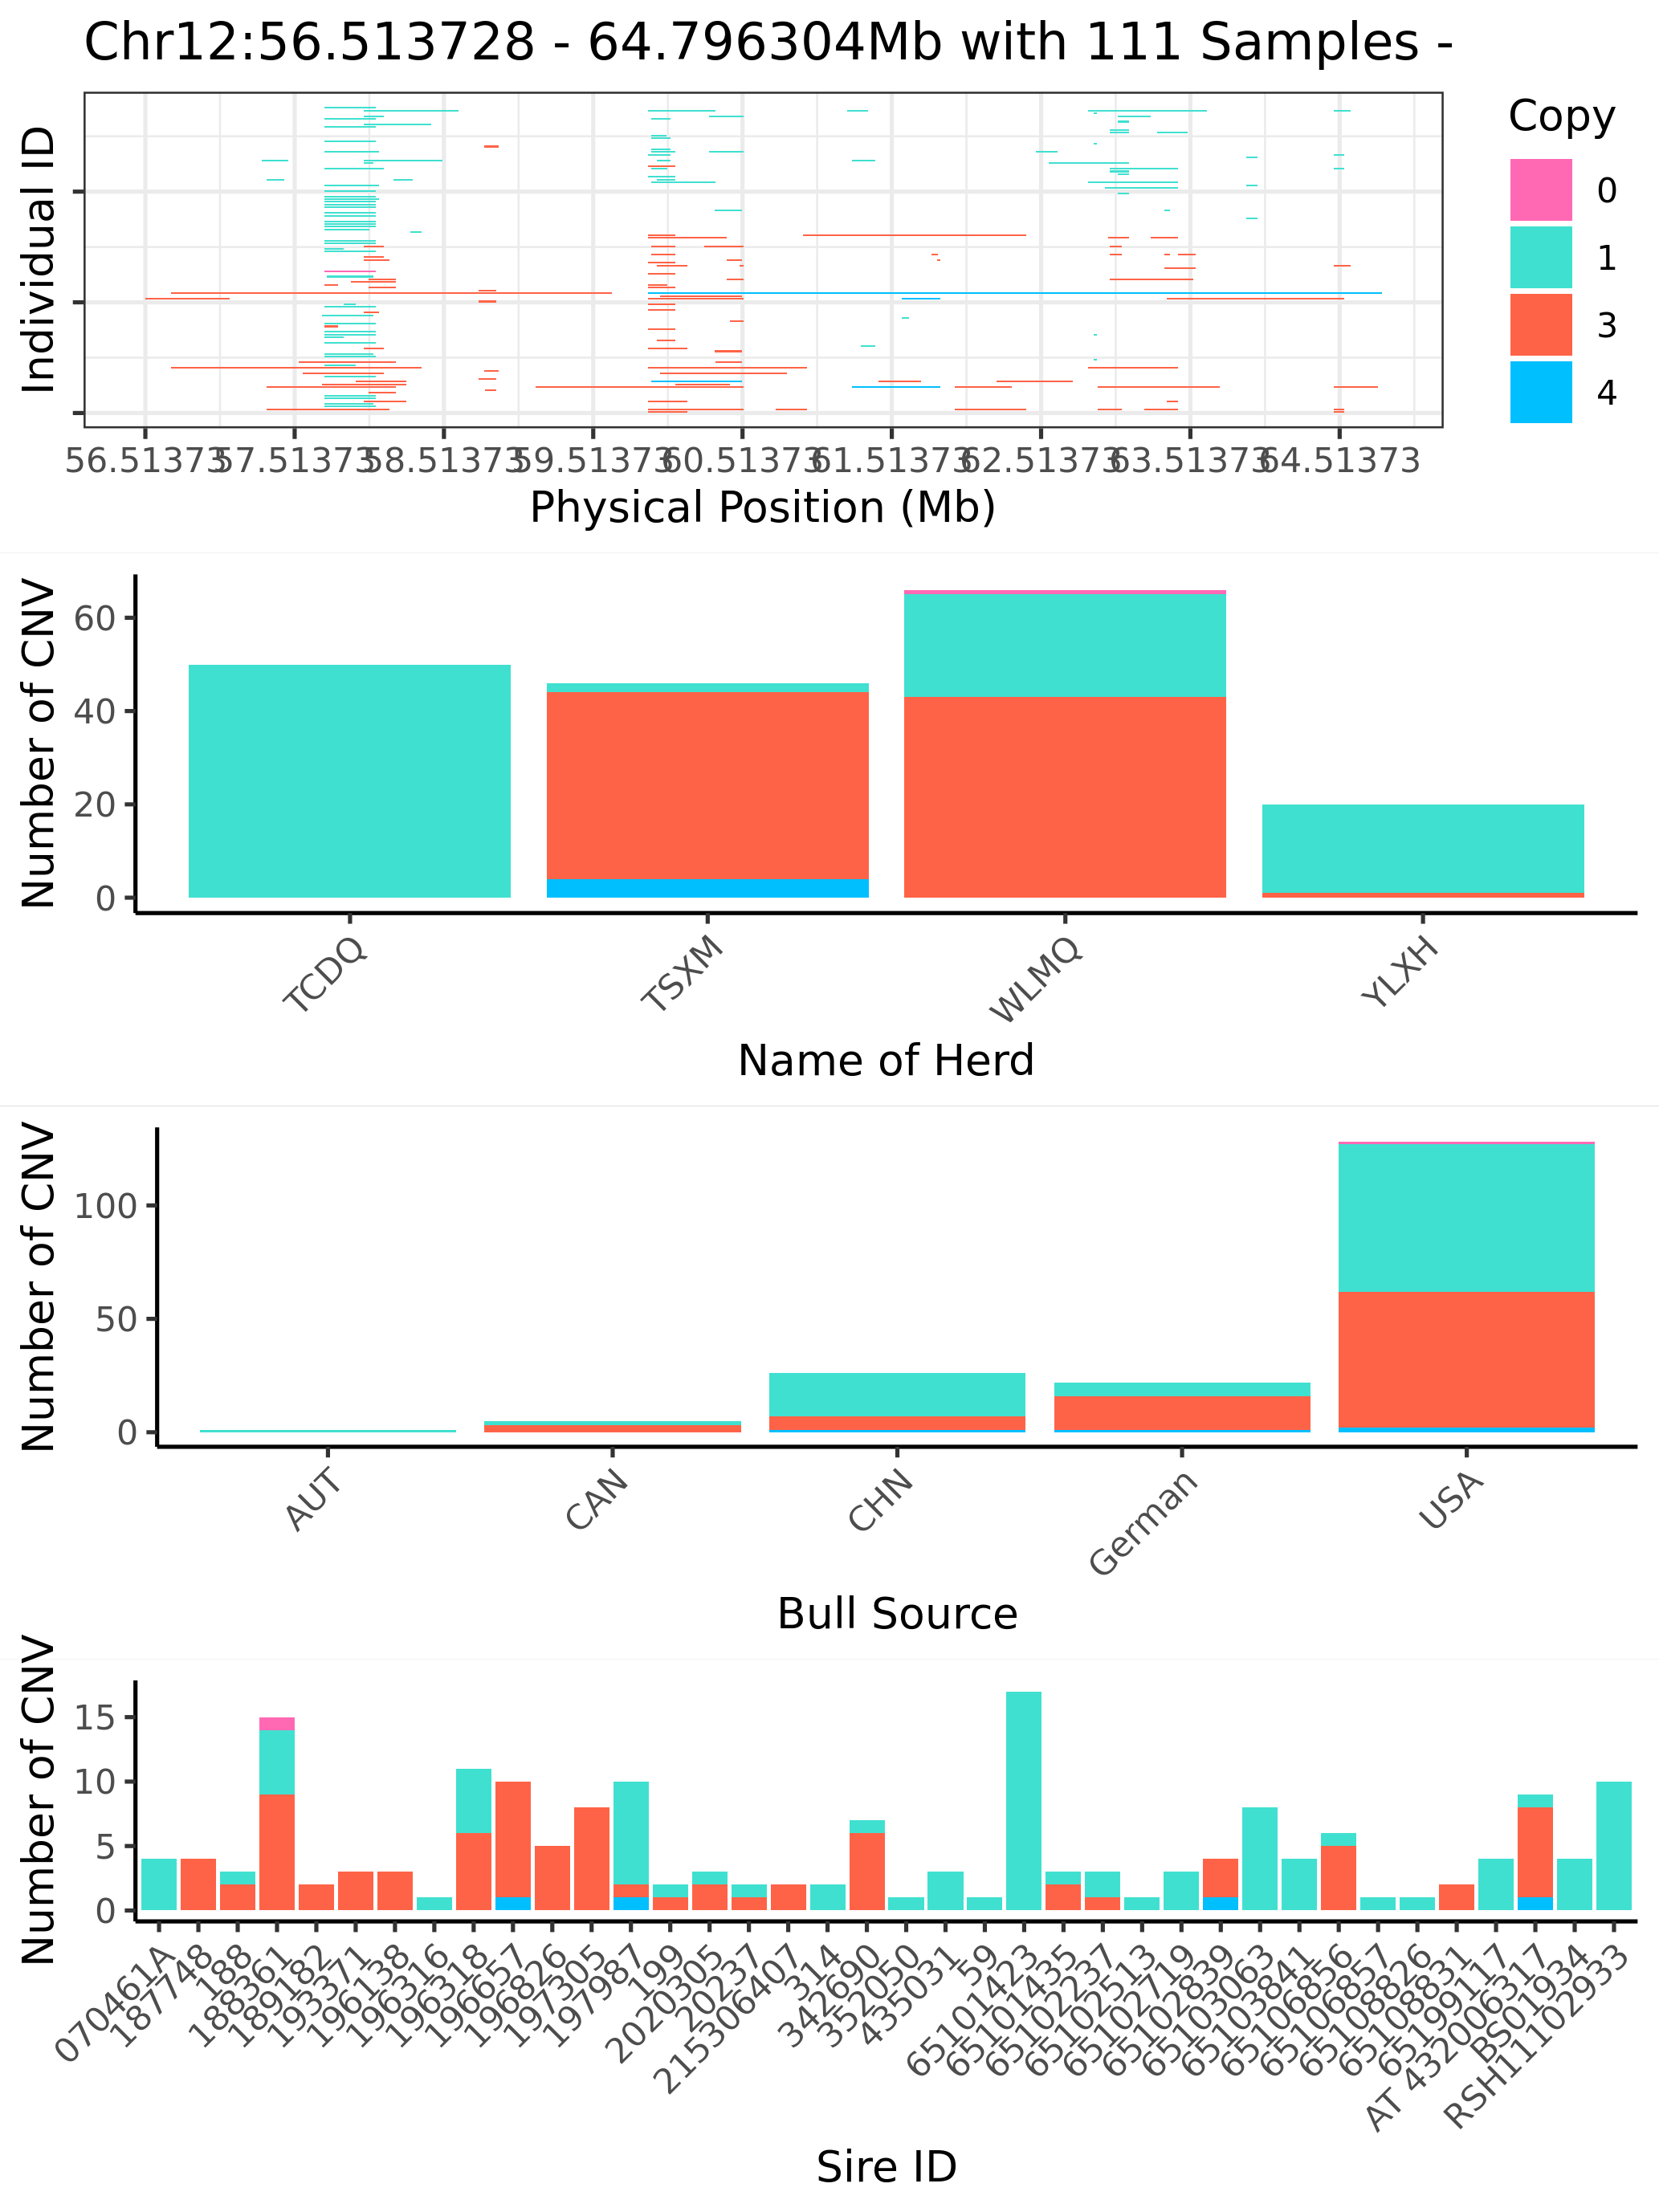 Chr12:56.513728 - 64.796304Mb with 111 Samples -
Individual ID
56.51373 57.51373 58.51373 59.51373 60.51373 61.51373 62.51373 63.51373 64.51373
Physical Position (Mb)
Copy
0
1
3
4
Number of CNV
60
40
20
0
TCDQ TSXM WLMQ YLXH
Name of Herd
Number of CNV
100
50
0
AUT CAN CHN German USA
Bull Source
Number of CNV
15
10
5
0
070461A 187748 188 188361 189182 193371 196138 196316 196318 196657 196826 197305 197987 199 202305 20237 215306407 314 342690 352050 435031 59 65101423 65101435 65102237 65102513 65102719 65102839 65103063 65103841 65106856 65106857 65108826 65108831 65199117 AT 432006317 BS001934 RSH11102933
Sire ID